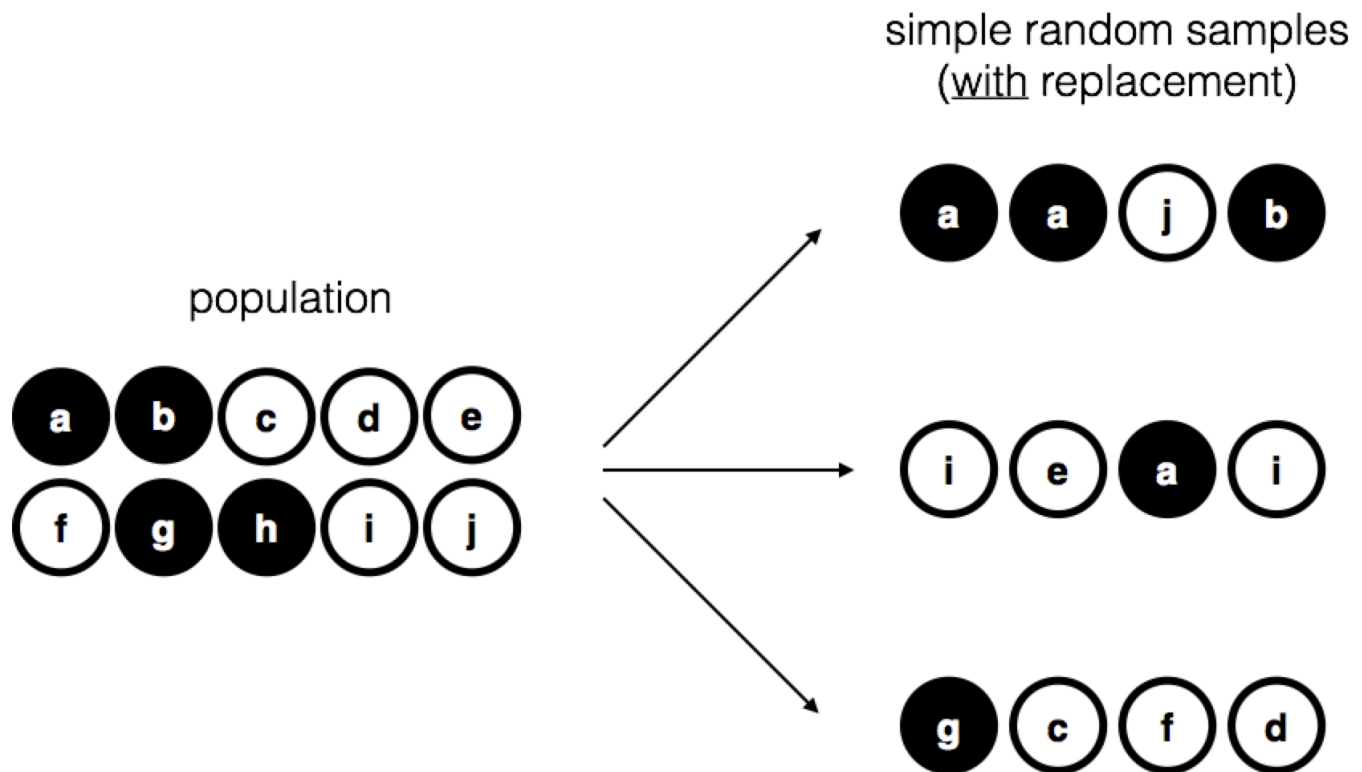 simple random samples
(with replacement)
a a j b
population
a b c d e
i e a i
f g h i j
g c f d